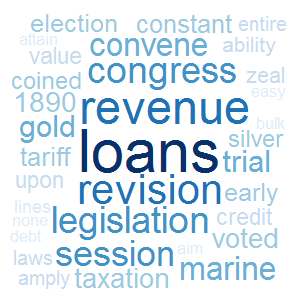 election constant entire
attain convene ability
value
coined congress zeal
easy
1890 revenue
gold bulk
loans silver
tariff trial
upon revision early
lines
none legislation credit
debt voted
laws session aim
amply taxation marine